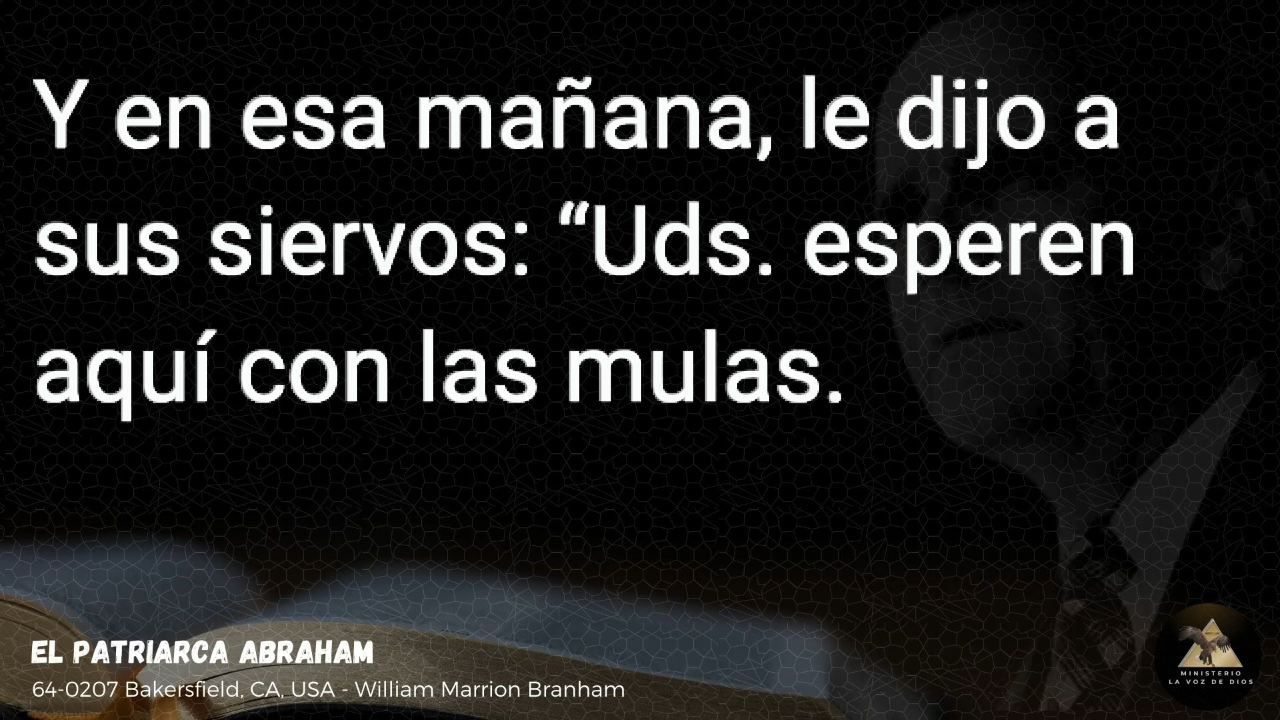 Y en esa mañana, le dijo a
sus siervos: “Uds. esperen
aquí con las mulas.
EL PATRIARCA ABRAHAM
64-0207 Bakersfield, CA, USA - William Marrion Branham
MINISTERIO
LA VOZ DE DIOS